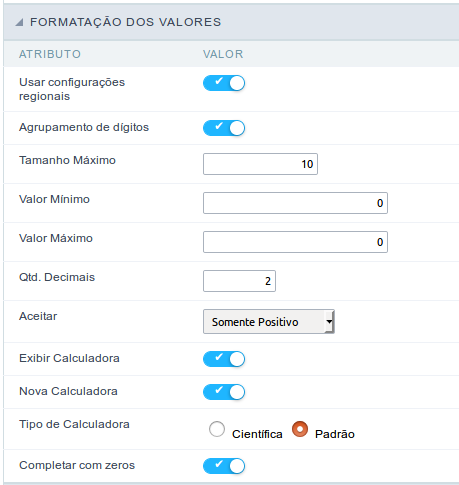 FORMATAÇÃO DOS VALORES
ATRIBUTO VALOR
Usar configurações
regionais
Agrupamento de dígitos
Tamanho Máximo 10
Valor Mínimo 0
Valor Máximo 0
Qtd. Decimais 2
Aceitar Somente Positivo
Exibir Calculadora
Nova Calculadora
Tipo de Calculadora Científica Padrão
Completar com zeros